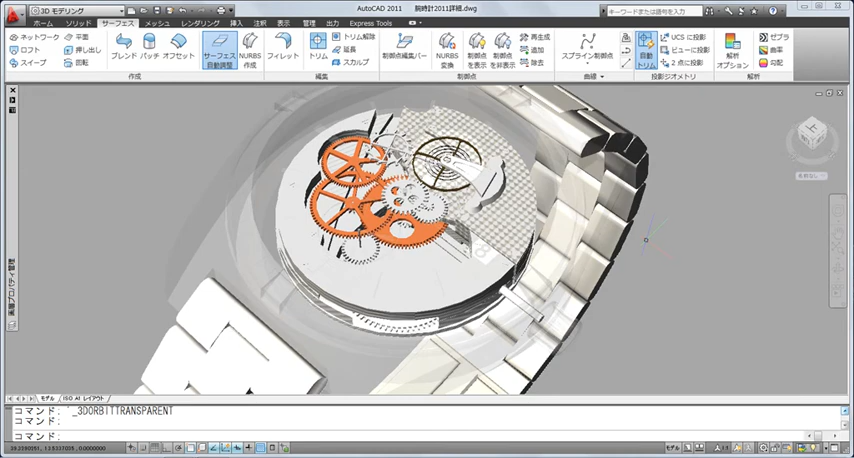 3D モデリング
AutoCAD 2011 腕時計2011詳細.dwg
キーワードまたは語句を入力
ホーム ソリッド サーフェス メッシュ レンダリング 挿入 注釈 表示 管理 出力 Express Tools
ネットワーク 平面
ロフト 押し出し
スイープ 回転
ブレンド パッチ オフセット
サーフェス
自動調整
NURBS
作成
フィレット
トリム
トリム解除
延長
スカルプ
制御点編集バー
NURBS
変換
制御点
を表示
制御点
を非表示
再生成
追加
除去
スプライン制御点
自動
トリム
UCS に投影
ビューに投影
2 点に投影
解析
オプション
ゼブラ
曲率
勾配
作成 編集 制御点 曲線 投影ジオメトリ 解析
画層プロパティ管理
モデル ISO A1 レイアウト
コマンド: '_3DORBITTRANSPARENT
コマンド:
コマンド:
モデル